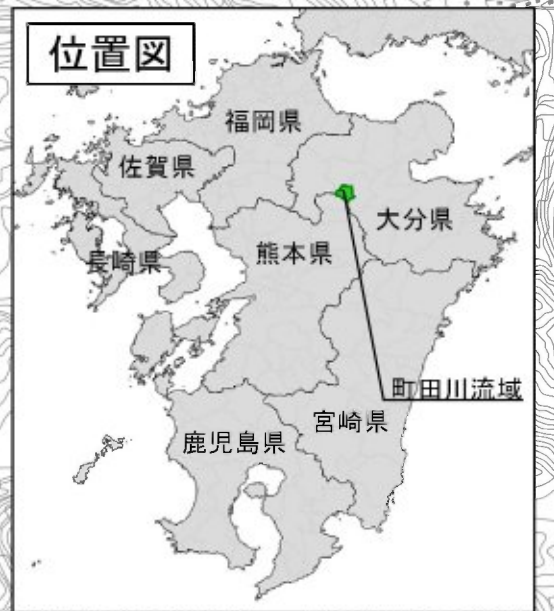 位置図
福岡県
佐賀県
大分県
長崎県
熊本県
町田川流域
宮崎県
鹿児島県